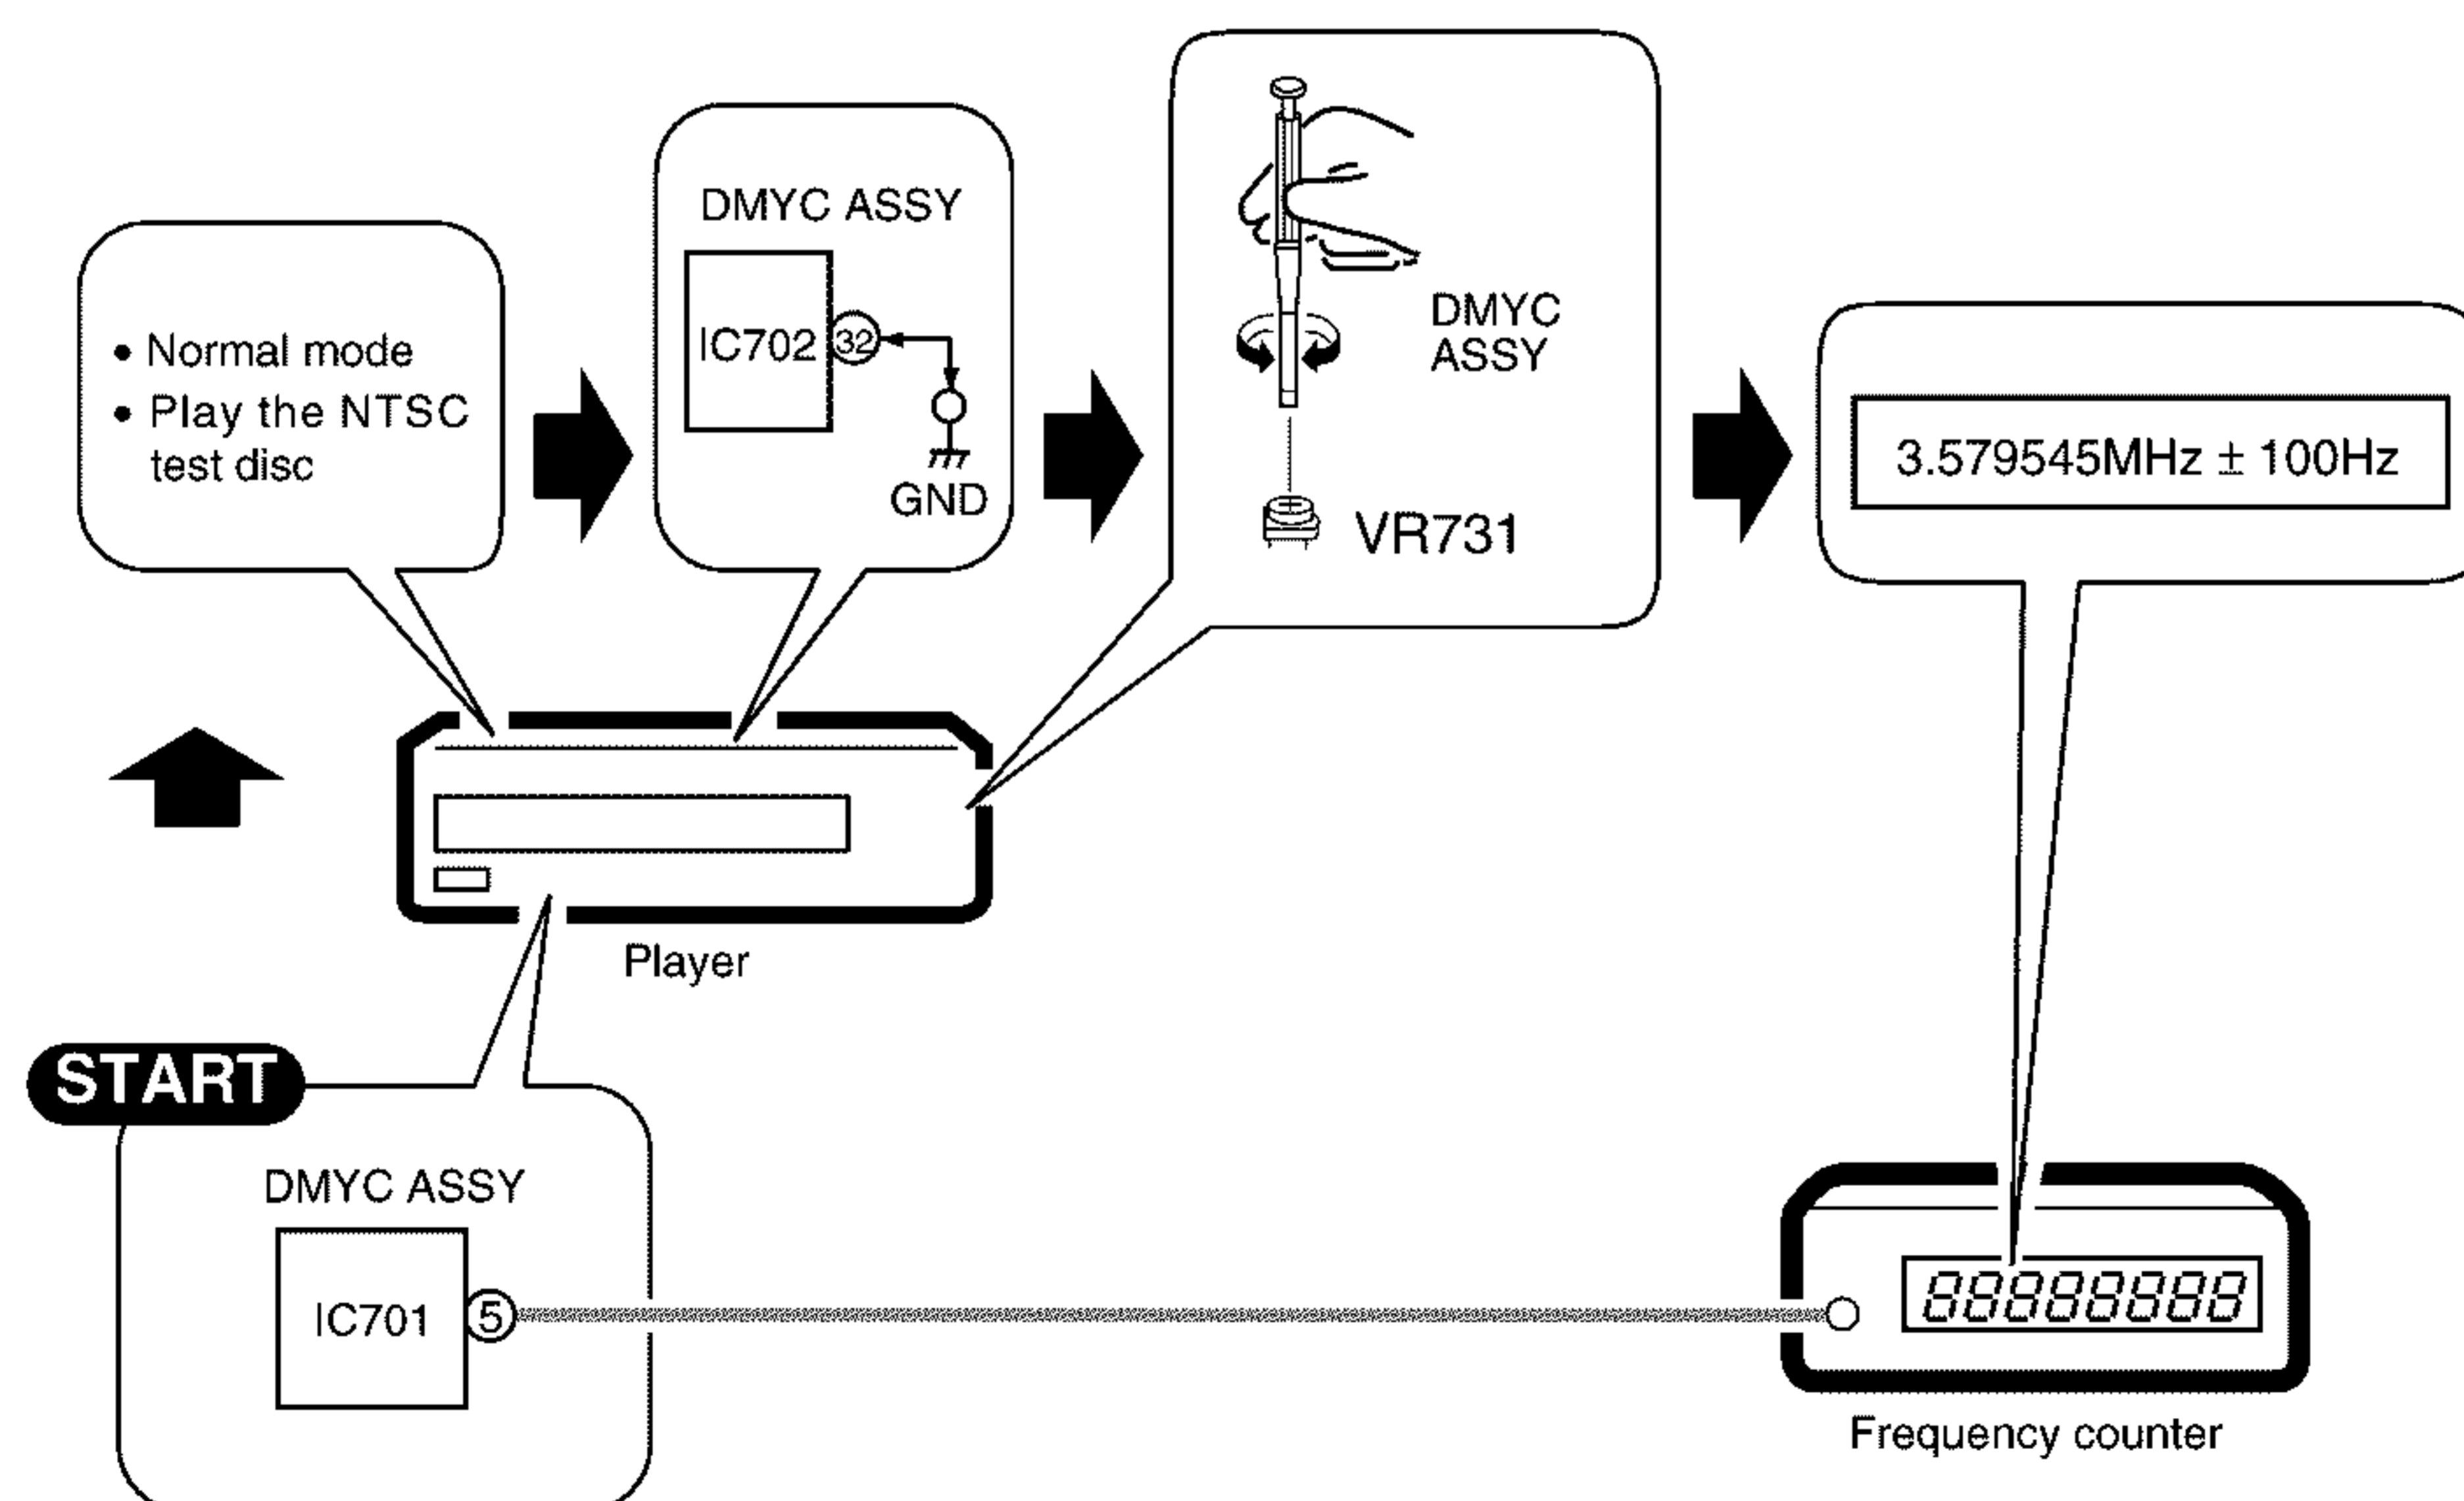 • Normal mode
• Play the NTSC
test disc
DMYC ASSY
IC702
32
GND
DMYC
ASSY
VR731
3.579545MHz ± 100Hz
Player
START
DMYC ASSY
IC701
5
88888888
Frequency counter